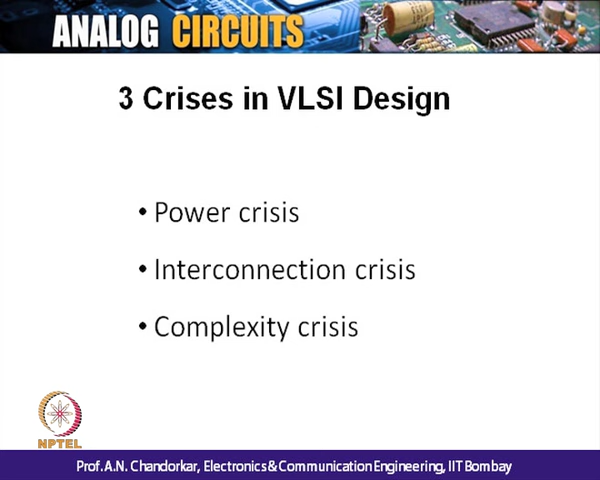 ANALOG CIRCUITS
3 Crises in VLSI Design
• Power crisis
• Interconnection crisis
• Complexity crisis
NPTEL
Prof. A.N. Chandorkar, Electronics & Communication Engineering, IIT Bombay